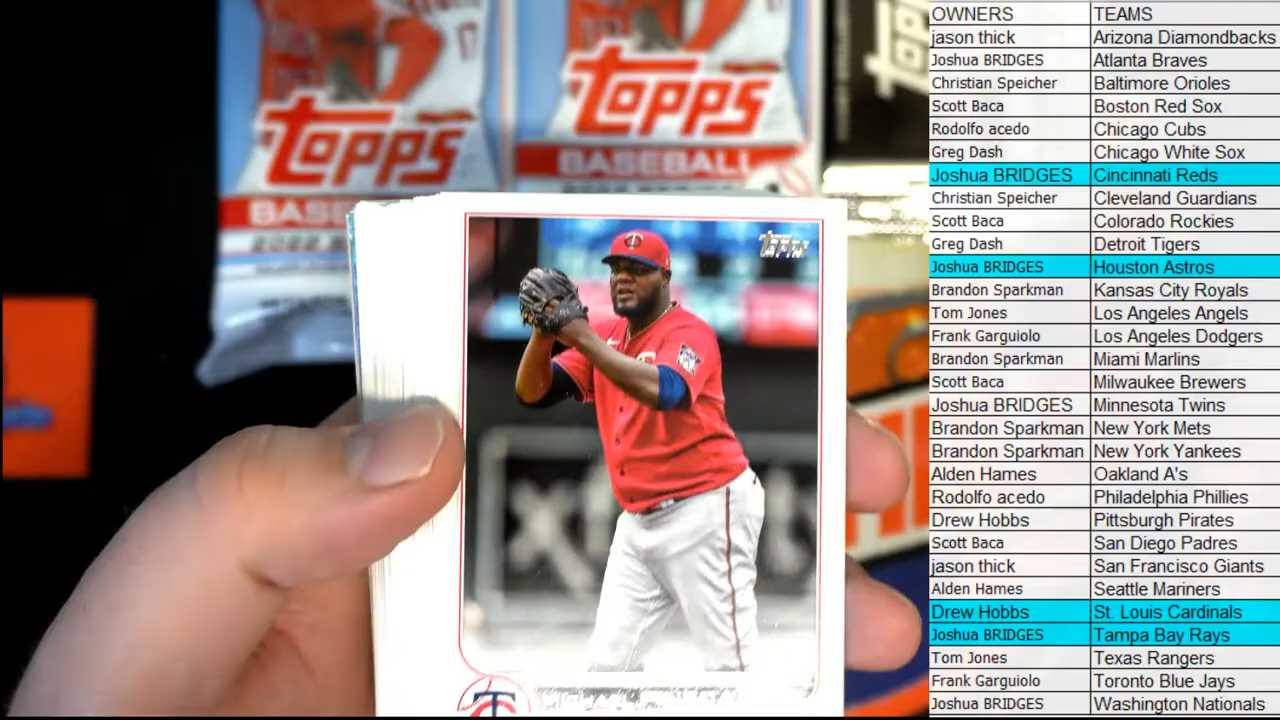 TOPPS
TOPPS
BASEBALL
BASE
2022
TOPPS
T
OWNERS TEAMS
jason thick Arizona Diamondbacks
Joshua BRIDGES Atlanta Braves
Christian Speicher Baltimore Orioles
Scott Baca Boston Red Sox
Rodolfo acedo Chicago Cubs
Greg Dash Chicago White Sox
Joshua BRIDGES Cincinnati Reds
Christian Speicher Cleveland Guardians
Scott Baca Colorado Rockies
Greg Dash Detroit Tigers
Joshua BRIDGES Houston Astros
Brandon Sparkman Kansas City Royals
Tom Jones Los Angeles Angels
Frank Garguiolo Los Angeles Dodgers
Brandon Sparkman Miami Marlins
Scott Baca Milwaukee Brewers
Joshua BRIDGES Minnesota Twins
Brandon Sparkman New York Mets
Brandon Sparkman New York Yankees
Alden Hames Oakland A's
Rodolfo acedo Philadelphia Phillies
Drew Hobbs Pittsburgh Pirates
Scott Baca San Diego Padres
jason thick San Francisco Giants
Alden Hames Seattle Mariners
Drew Hobbs St. Louis Cardinals
Joshua BRIDGES Tampa Bay Rays
Tom Jones Texas Rangers
Frank Garguiolo Toronto Blue Jays
Joshua BRIDGES Washington Nationals